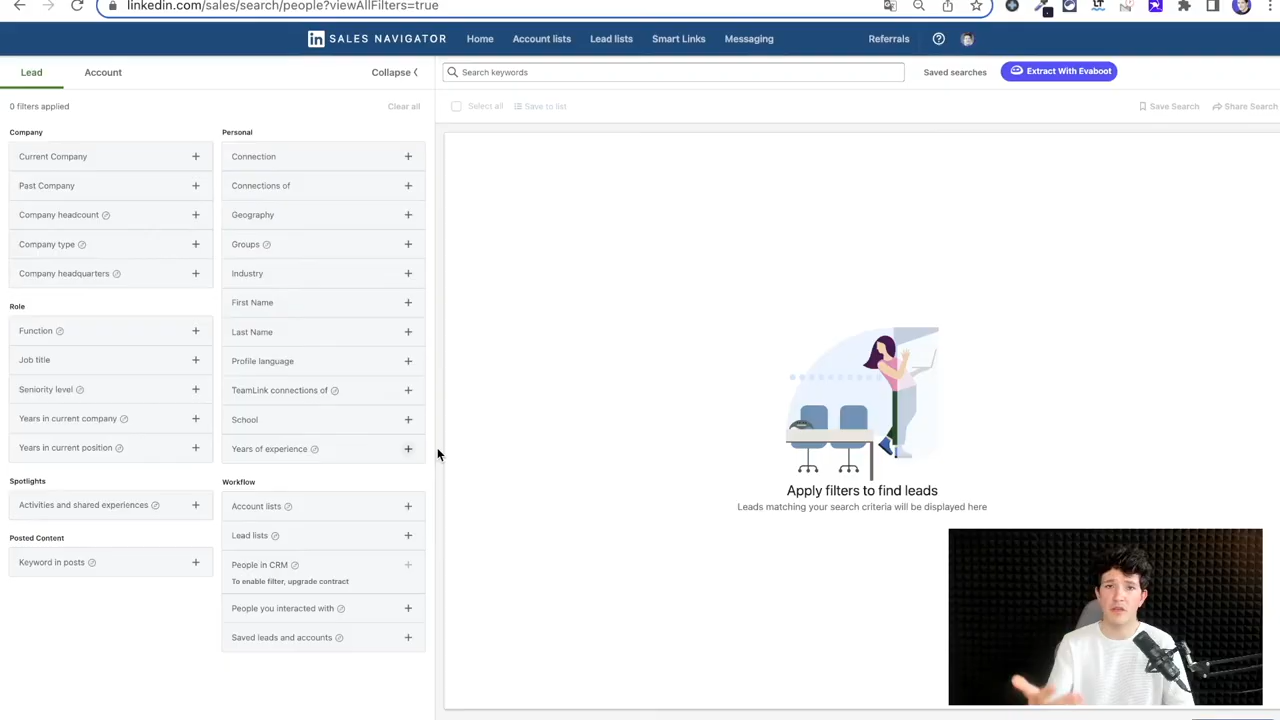 linkedin.com/sales/search/people?viewAllFilters=true
in SALES NAVIGATOR Home Account lists Lead lists Smart Links Messaging Referrals
Lead Account Collapse
Search keywords Saved searches Extract With Evaboot
0 filters applied Clear all
Select all Save to list Save Search Share Search
Company
Current Company
Past Company
Company headcount
Company type
Company headquarters
Role
Function
Job title
Seniority level
Years in current company
Years in current position
Spotlights
Activities and shared experiences
Posted Content
Keyword in posts
Personal
Connection
Connections of
Geography
Groups
Industry
First Name
Last Name
Profile language
TeamLink connections of
School
Years of experience
Workflow
Account lists
Lead lists
People in CRM
To enable filter, upgrade contract
People you interacted with
Saved leads and accounts
Apply filters to find leads
Leads matching your search criteria will be displayed here